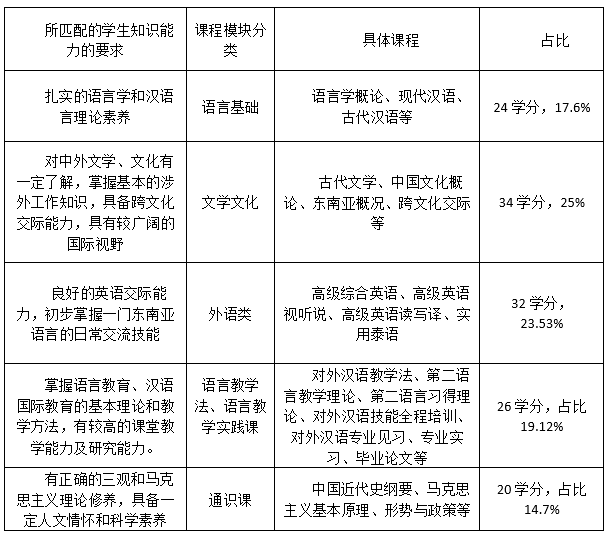 所匹配的学生知识能
力的要求
课程模块分
类
具体课程
占比
扎实的语言学和汉语
言理论素养
语言基础
语言学概论、现代汉语、
古代汉语等
24 学分，17.6%
对中外文学、文化有
一定了解，掌握基本的涉
外工作知识，具备跨文化
交际能力，具有较广阔的
国际视野
文学文化
古代文学、中国文化概
论、东南亚概况、跨文化交际
等
34 学分，25%
良好的英语交际能
力，初步掌握一门东南亚
语言的日常交流技能
外语类
高级综合英语、高级英语
视听说、高级英语读写译、实
用泰语
32 学分，
23.53%
掌握语言教育、汉语
国际教育的基本理论和教
学方法，有较高的课堂教
学能力及研究能力。
语言教学
法、语言教
学实践课
对外汉语教学法、第二语
言教学理论、第二语言习得理
论、对外汉语技能全程培训、
对外汉语专业见习、专业实
习、毕业论文等
26 学分，占比
19.12%
有正确的三观和马克
思主义理论修养，具备一
定人文情怀和科学素养
通识课
中国近代史纲要、马克思
主义基本原理、形势与政策等
20 学分，占比
14.7%